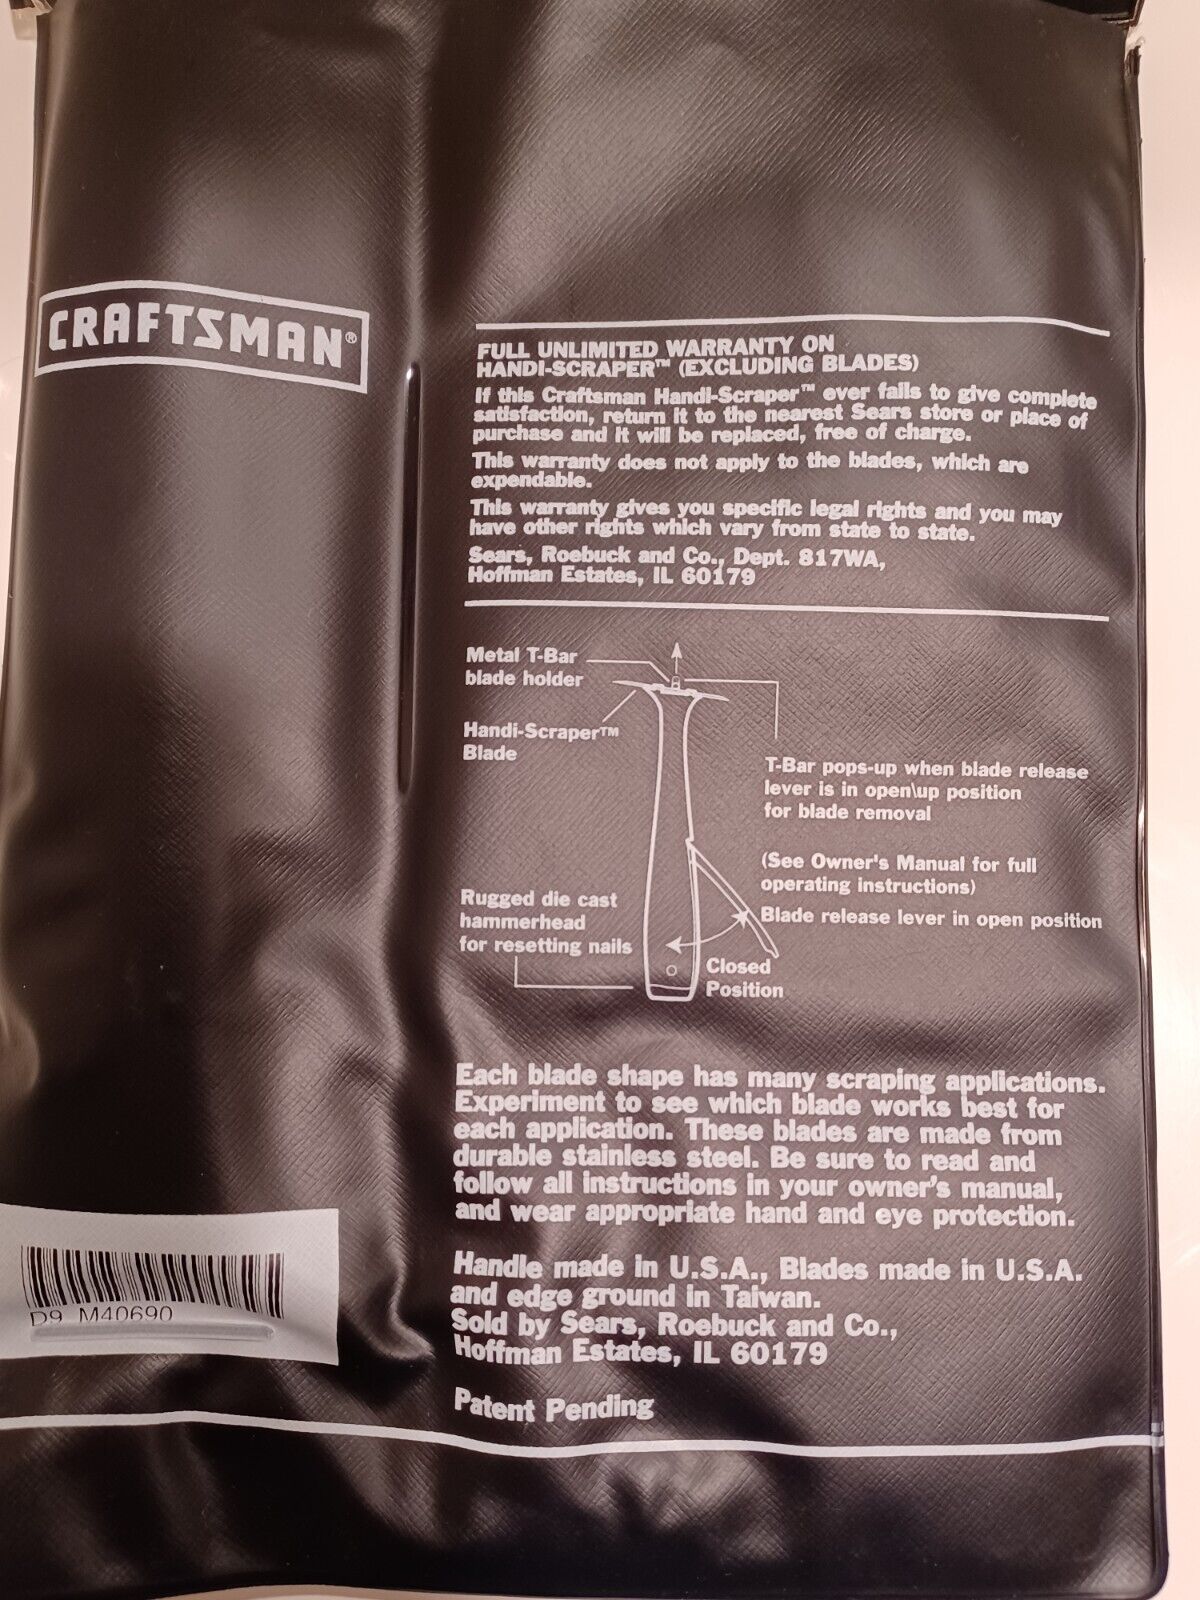 CRAFTSMAN®
FULL UNLIMITED WARRANTY ON
HANDI-SCRAPER™ (EXCLUDING BLADES)
If this Craftsman Handi-Scraper™ ever fails to give complete
satisfaction, return it to the nearest Sears store or place of
purchase and it will be replaced, free of charge.
This warranty does not apply to the blades, which are
expendable.
This warranty gives you specific legal rights and you may
have other rights which vary from state to state.
Sears, Roebuck and Co., Dept. 817WA,
Hoffman Estates, IL 60179
Metal T-Bar
blade holder
Handi-Scraper™
Blade
T-Bar pops-up when blade release
lever is in open\up position
for blade removal
(See Owner's Manual for full
operating instructions)
Blade release lever in open position
Rugged die cast
hammerhead
for resetting nails
Closed
Position
Each blade shape has many scraping applications.
Experiment to see which blade works best for
each application. These blades are made from
durable stainless steel. Be sure to read and
follow all instructions in your owner's manual,
and wear appropriate hand and eye protection.
Handle made in U.S.A., Blades made in U.S.A.
and edge ground in Taiwan.
Sold by Sears, Roebuck and Co.,
Hoffman Estates, IL 60179
Patent Pending
D9 M40690